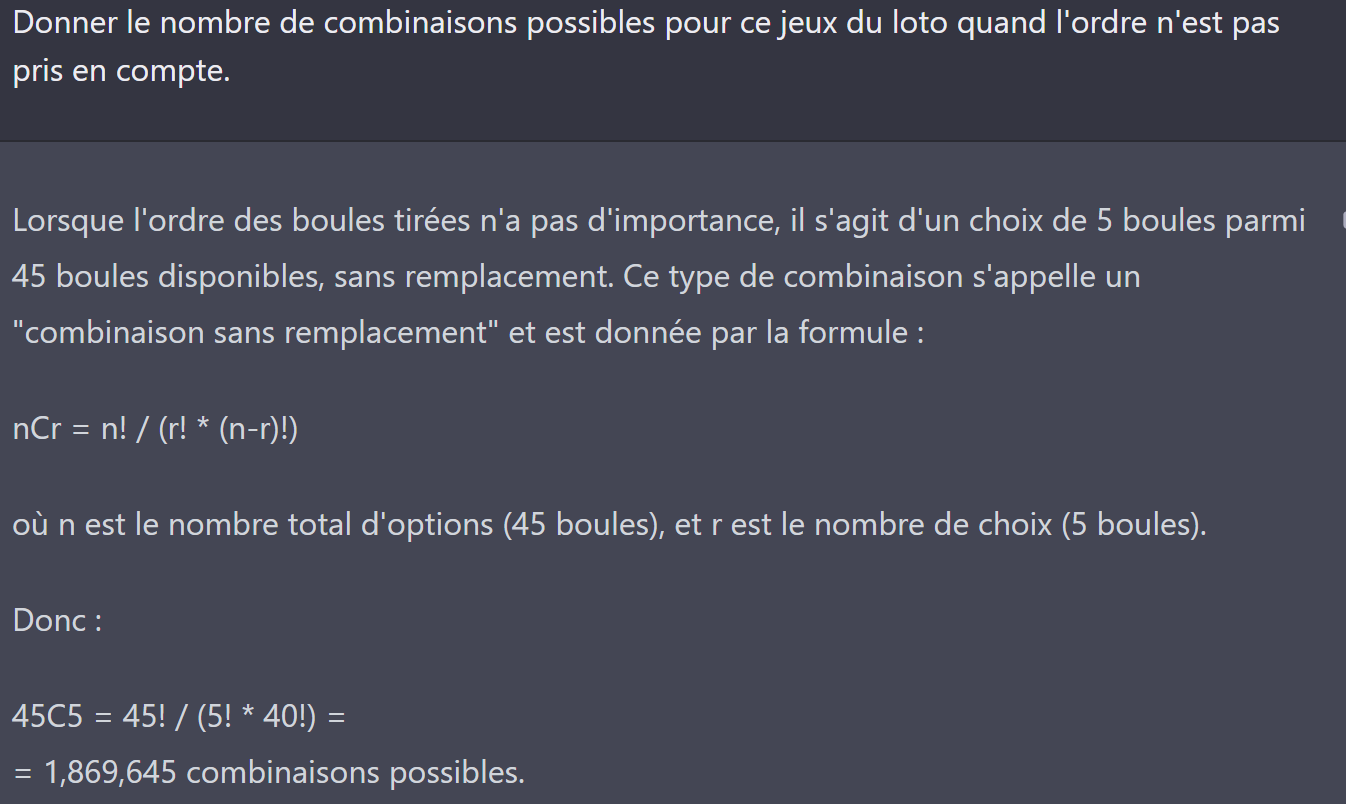 Donner le nombre de combinaisons possibles pour ce jeux du loto quand l'ordre n'est pas
pris en compte.
Lorsque l'ordre des boules tirées n'a pas d'importance, il s'agit d'un choix de 5 boules parmi
45 boules disponibles, sans remplacement. Ce type de combinaison s'appelle un
"combinaison sans remplacement" et est donnée par la formule :
nCr = n! / (r! * (n-r)!)
où n est le nombre total d'options (45 boules), et r est le nombre de choix (5 boules).
Donc :
45C5 = 45! / (5! * 40!) =
= 1,869,645 combinaisons possibles.